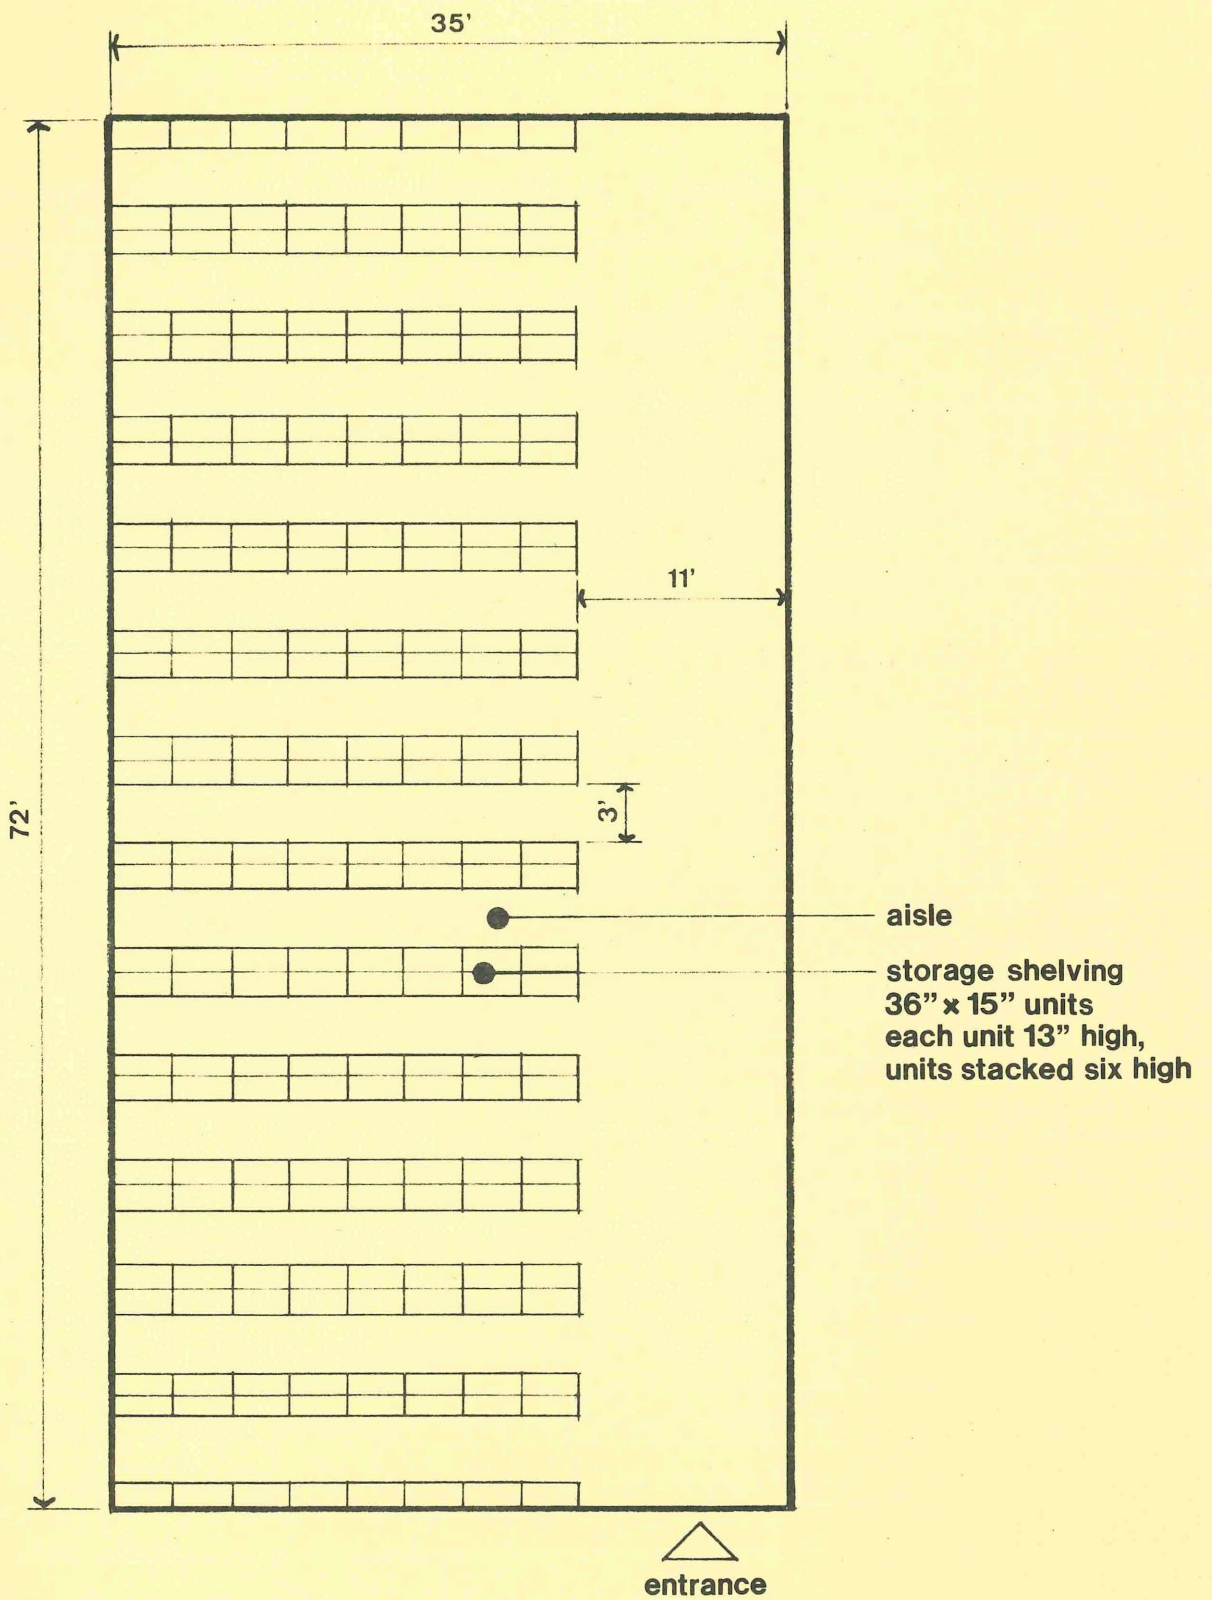 35'
72'
11'
3'
aisle
storage shelving
36” x 15” units
each unit 13” high,
units stacked six high
entrance